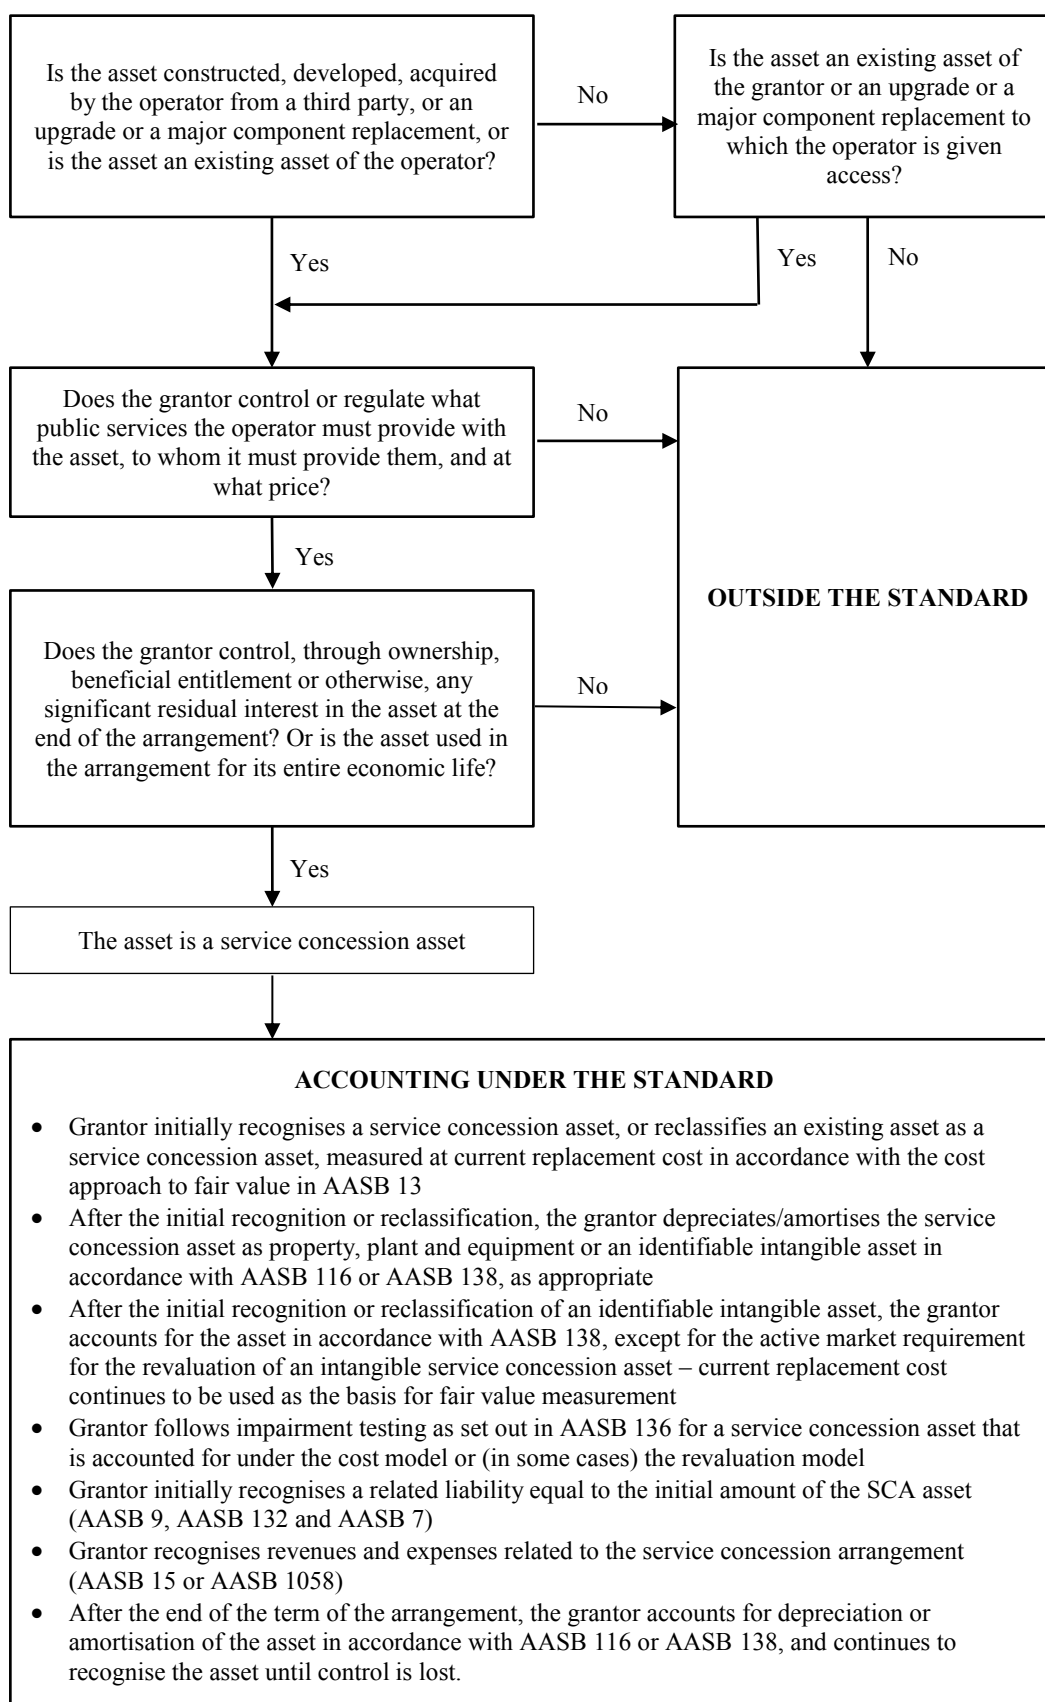 Is the asset constructed, developed, acquired
by the operator from a third party, or an
upgrade or a major component replacement, or
is the asset an existing asset of the operator?
No
Is the asset an existing asset of
the grantor or an upgrade or a
major component replacement to
which the operator is given
access?
Yes
Yes
No
Does the grantor control or regulate what
public services the operator must provide with
the asset, to whom it must provide them, and at
what price?
No
OUTSIDE THE STANDARD
Yes
Does the grantor control, through ownership,
beneficial entitlement or otherwise, any
significant residual interest in the asset at the
end of the arrangement? Or is the asset used in
the arrangement for its entire economic life?
No
Yes
The asset is a service concession asset
ACCOUNTING UNDER THE STANDARD
• Grantor initially recognises a service concession asset, or reclassifies an existing asset as a
service concession asset, measured at current replacement cost in accordance with the cost
approach to fair value in AASB 13
• After the initial recognition or reclassification, the grantor depreciates/amortises the service
concession asset as property, plant and equipment or an identifiable intangible asset in
accordance with AASB 116 or AASB 138, as appropriate
• After the initial recognition or reclassification of an identifiable intangible asset, the grantor
accounts for the asset in accordance with AASB 138, except for the active market requirement
for the revaluation of an intangible service concession asset – current replacement cost
continues to be used as the basis for fair value measurement
• Grantor follows impairment testing as set out in AASB 136 for a service concession asset that
is accounted for under the cost model or (in some cases) the revaluation model
• Grantor initially recognises a related liability equal to the initial amount of the SCA asset
(AASB 9, AASB 132 and AASB 7)
• Grantor recognises revenues and expenses related to the service concession arrangement
(AASB 15 or AASB 1058)
• After the end of the term of the arrangement, the grantor accounts for depreciation or
amortisation of the asset in accordance with AASB 116 or AASB 138, and continues to
recognise the asset until control is lost.